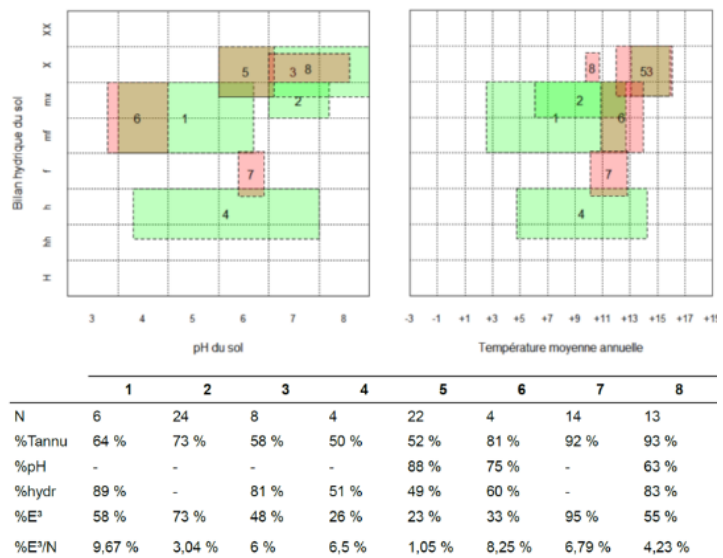 XX
X
mx
mf
f
h
hh
H
Bilan hydrique du sol
5
3
8
2
6
1
7
4
3 4 5 6 7 8
pH du sol
8
53
2
1
6
7
4
-3 -1 +1 +3 +5 +7 +9 +11 +13 +15 +17 +19
Température moyenne annuelle
1 2 3 4 5 6 7 8
N 6 24 8 4 22 4 14 13
%Tannu 64 % 73 % 58 % 50 % 52 % 81 % 92 % 93 %
%pH - - - - 88 % 75 % - 63 %
%hydr 89 % - 81 % 51 % 49 % 60 % - 83 %
%E³ 58 % 73 % 48 % 26 % 23 % 33 % 95 % 55 %
%E³/N 9,67 % 3,04 % 6 % 6,5 % 1,05 % 8,25 % 6,79 % 4,23 %